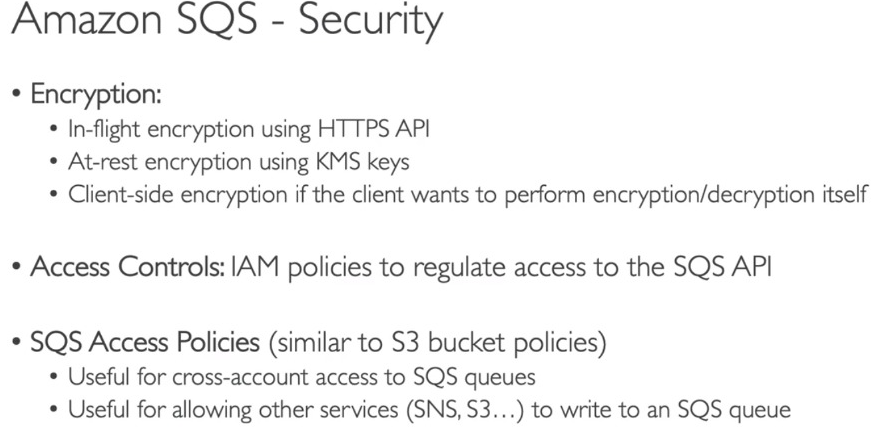 Amazon SQS - Security
• Encryption:
• In-flight encryption using HTTPS API
• At-rest encryption using KMS keys
• Client-side encryption if the client wants to perform encryption/decryption itself
• Access Controls: IAM policies to regulate access to the SQS API
• SQS Access Policies (similar to S3 bucket policies)
• Useful for cross-account access to SQS queues
• Useful for allowing other services (SNS, S3…) to write to an SQS queue